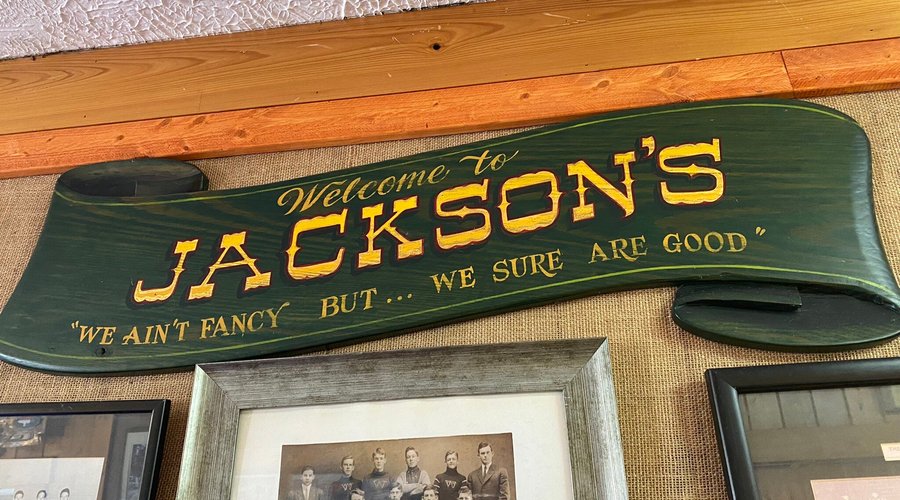 Welcome to
JACKSON'S
"WE AIN'T FANCY BUT... WE SURE ARE GOOD"